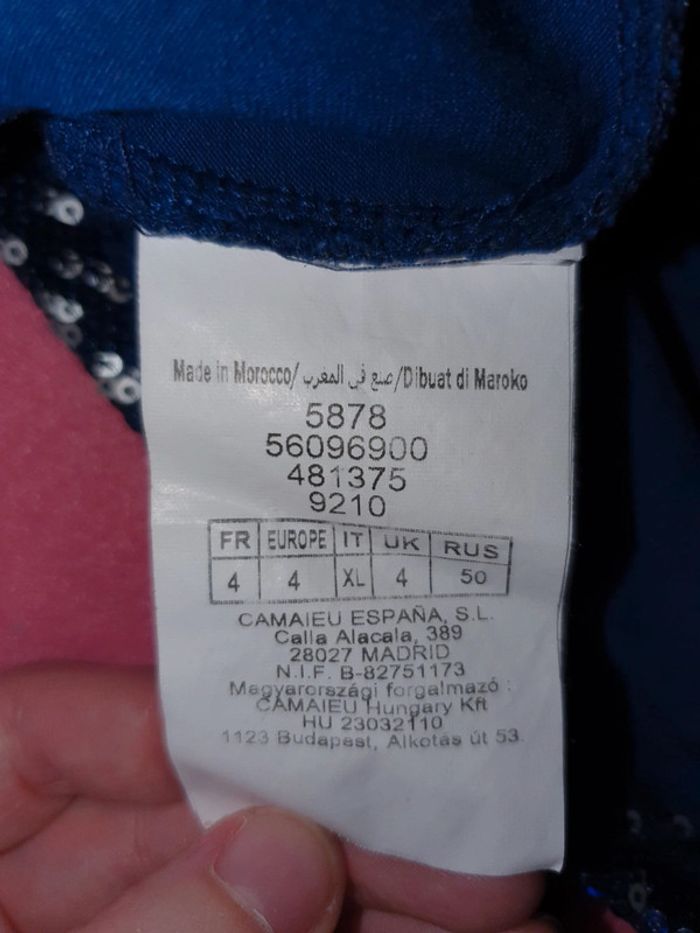 Made in Morocco/ صنع في المغرب /Dibuat di Maroko
5878
56096900
481375
9210
FR EUROPE IT UK RUS
4 4 XL 4 50
CAMAIEU ESPAÑA, S.L.
Calla Alacala, 389
28027 MADRID
N.I.F. B-82751173
Magyarországi forgalmazó :
CAMAIEU Hungary Kft
HU 23032110
1123 Budapest, Alkotás út 53.